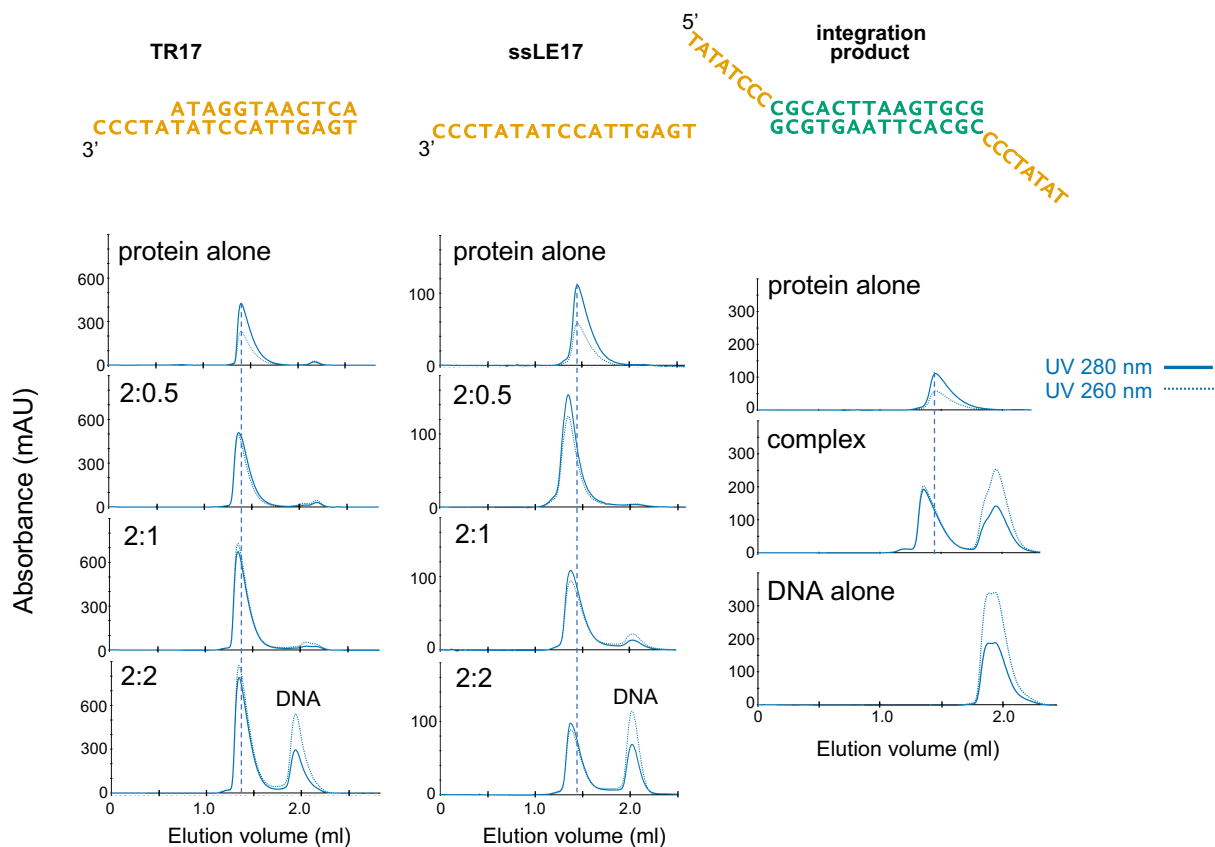 TR17
ATAGGTAACTCA
CCCTATATCCATTGAGT
3’
ssLE17
CCCTATATCCATTGAGT
3’
integration
product
5’
TATATCCC
CGCACTTAAGTGCG
GCGTGAATTCACGC
CCCTATAT
Absorbance (mAU)
protein alone
600
300
0
2:0.5
600
300
0
2:1
600
300
0
2:2
DNA
600
300
0
0 1.0 2.0
Elution volume (ml)
protein alone
100
0
2:0.5
100
0
2:1
100
0
2:2
DNA
100
0
0 1.0 2.0
Elution volume (ml)
protein alone
300
200
100
0
complex
300
200
100
0
DNA alone
300
200
100
0
0 1.0 2.0
Elution volume (ml)
UV 280 nm
UV 260 nm